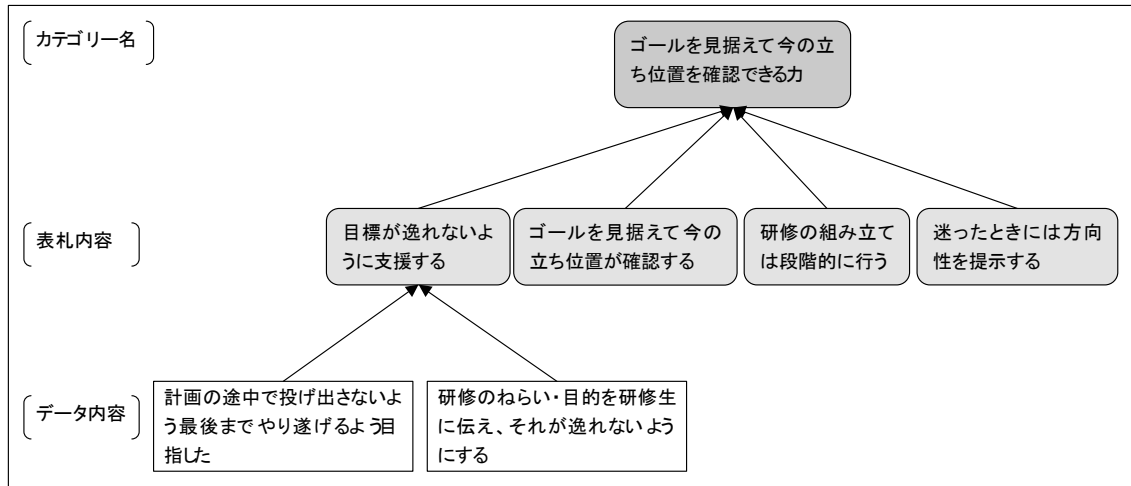 カテゴリー名
ゴールを見据えて今の立
ち位置を確認できる力
表札内容
目標が逸れないよ
うに支援する
ゴールを見据えて今の
立ち位置が確認する
研修の組み立て
は段階的に行う
迷ったときには方向
性を提示する
データ内容
計画の途中で投げ出さないよ
う最後までやり遂げるよう目
指した
研修のねらい・目的を研修生
に伝え、それが逸れないよう
にする